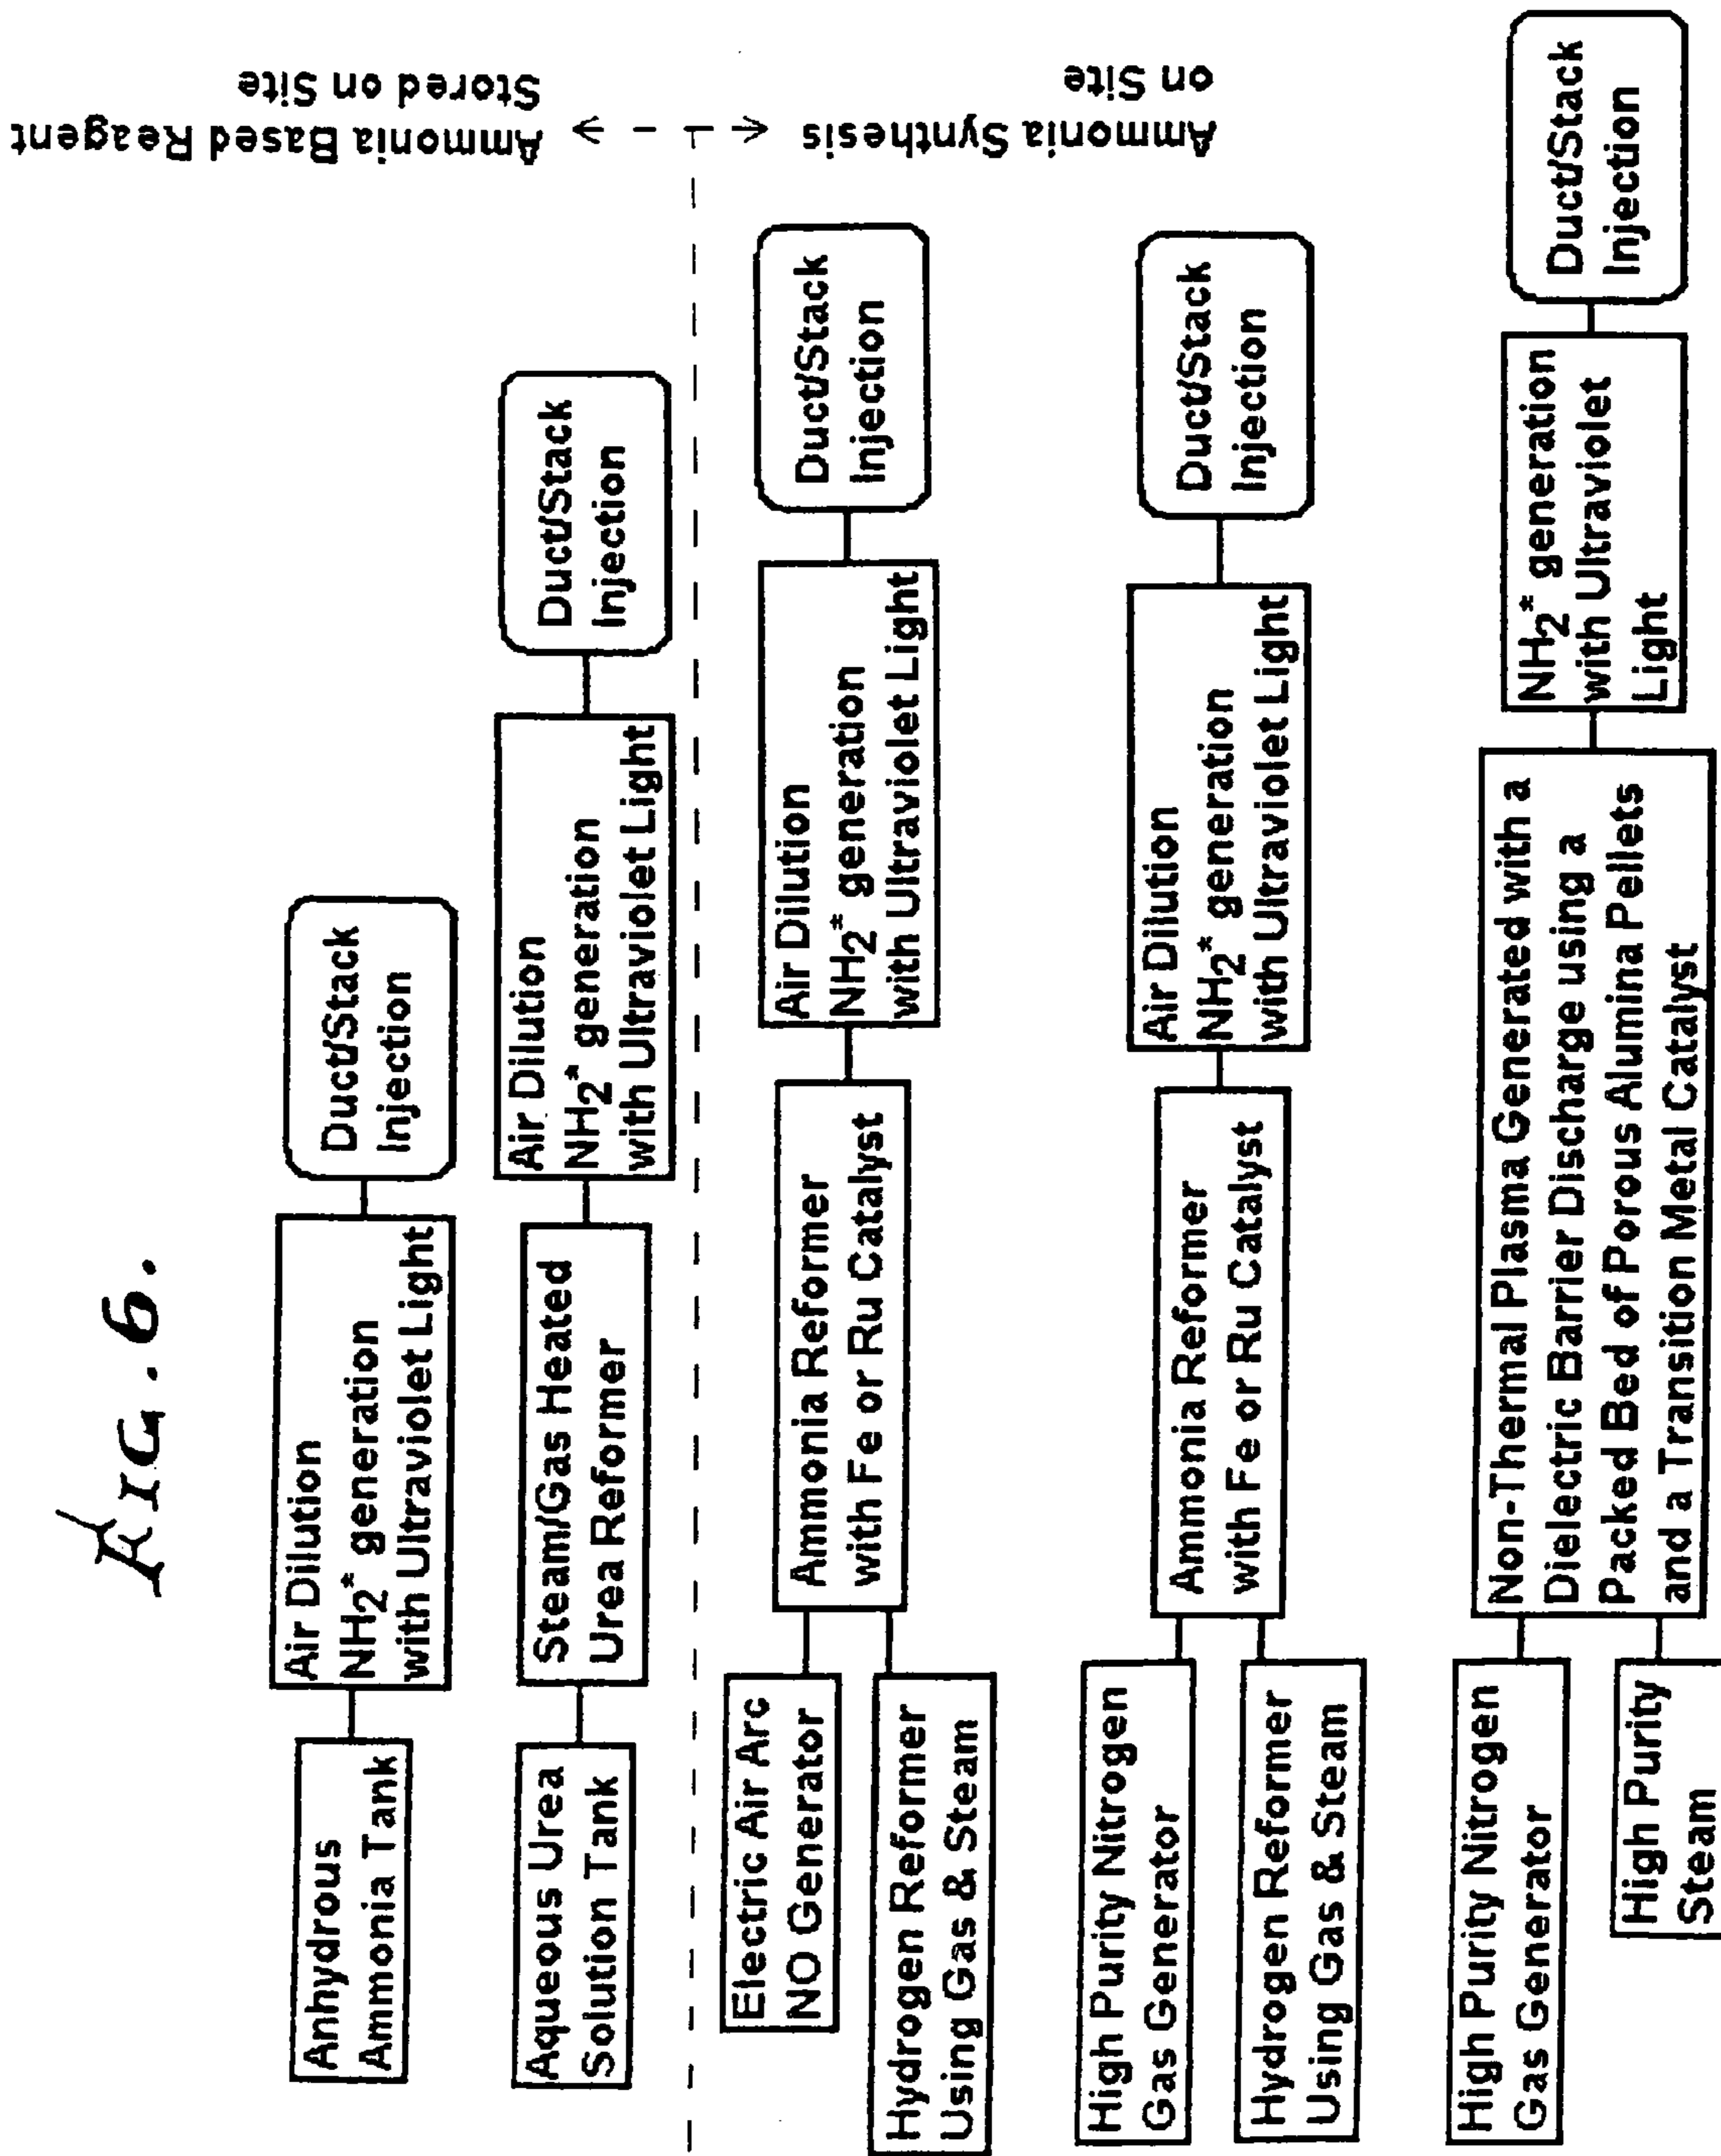 FIG. 6.
Anhydrous
Ammonia Tank
Air Dilution
NH2* generation
with Ultraviolet Light
Duct/Stack
Injection
Aqueous Urea
Solution Tank
Steam/Gas Heated
Urea Reformer
Air Dilution
NH2* generation
with Ultraviolet Light
Duct/Stack
Injection
Ammonia Based Reagent
Stored on Site
Ammonia Synthesis
on Site
Electric Air Arc
NO Generator
Hydrogen Reformer
Using Gas & Steam
Ammonia Reformer
with Fe or Ru Catalyst
Air Dilution
NH2* generation
with Ultraviolet Light
Duct/Stack
Injection
High Purity Nitrogen
Gas Generator
Hydrogen Reformer
Using Gas & Steam
Ammonia Reformer
with Fe or Ru Catalyst
Air Dilution
NH2* generation
with Ultraviolet Light
Duct/Stack
Injection
High Purity Nitrogen
Gas Generator
High Purity
Steam
Non-Thermal Plasma Generated with a
Dielectric Barrier Discharge using a
Packed Bed of Porous Alumina Pellets
and a Transition Metal Catalyst
NH2* generation
with Ultraviolet
Light
Duct/Stack
Injection